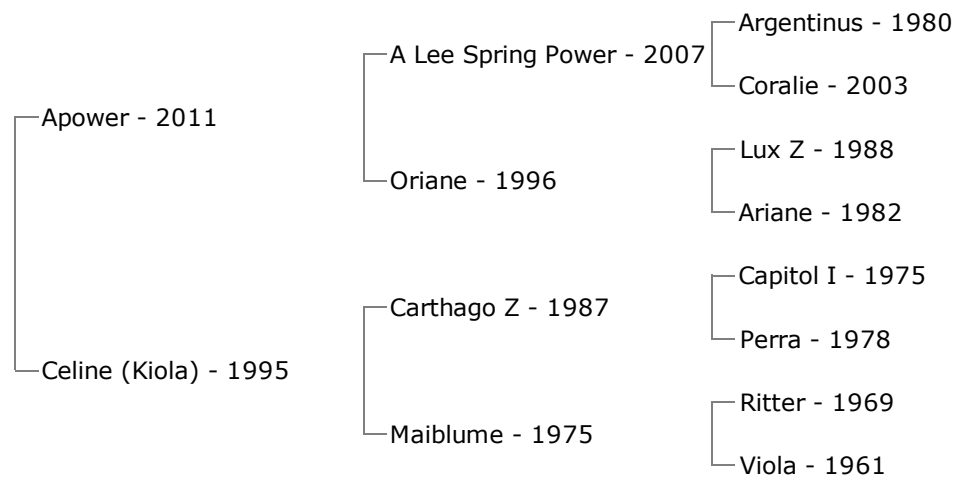 Argentinus - 1980
A Lee Spring Power - 2007
Coralie - 2003
Apower - 2011
Lux Z - 1988
Oriane - 1996
Ariane - 1982
Capitol I - 1975
Carthago Z - 1987
Perra - 1978
Celine (Kiola) - 1995
Ritter - 1969
Maiblume - 1975
Viola - 1961